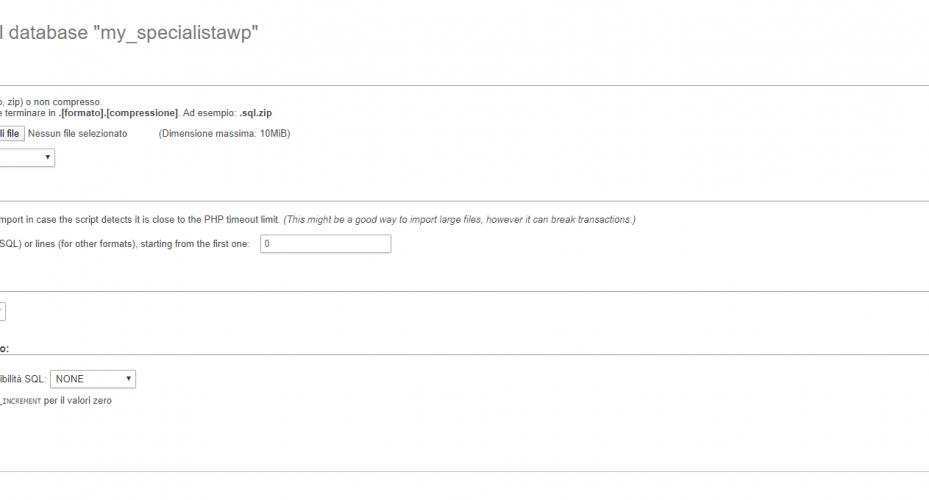 l database "my_specialistawp"
o, zip) o non compresso.
e terminare in .[formato].[compressione]. Ad esempio: .sql.zip
li file Nessun file selezionato (Dimensione massima: 10MiB)
mport in case the script detects it is close to the PHP timeout limit. (This might be a good way to import large files, however it can break transactions.)
SQL) or lines (for other formats), starting from the first one: 0
o:
ibilità SQL: NONE
_INCREMENT per il valori zero